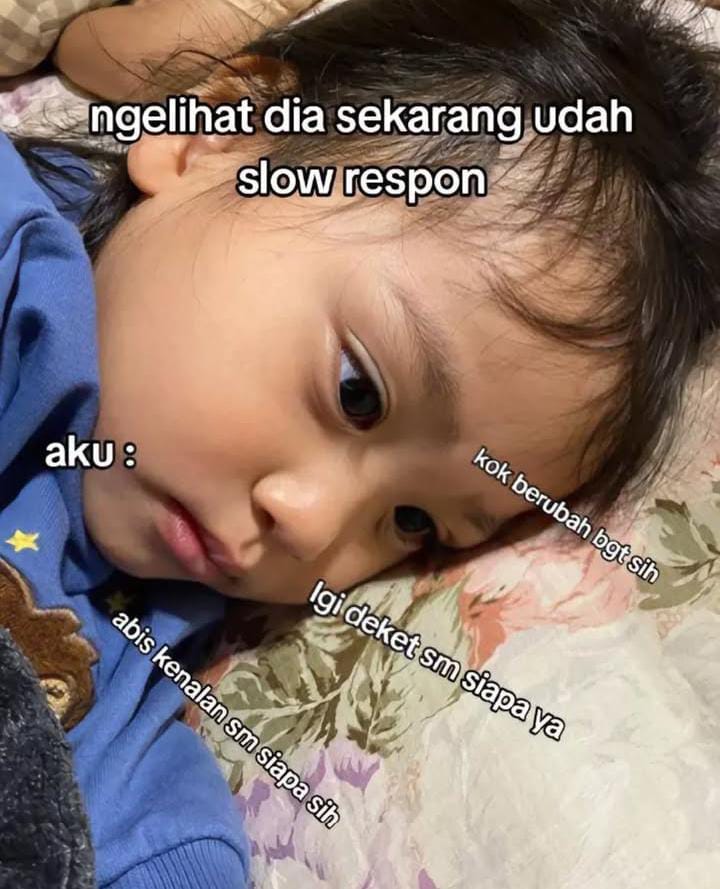 ngelihat dia sekarang udah
slow respon
aku :
kok berubah bgt sih
lgi deket sm siapa ya
abis kenalan sm siapa sih